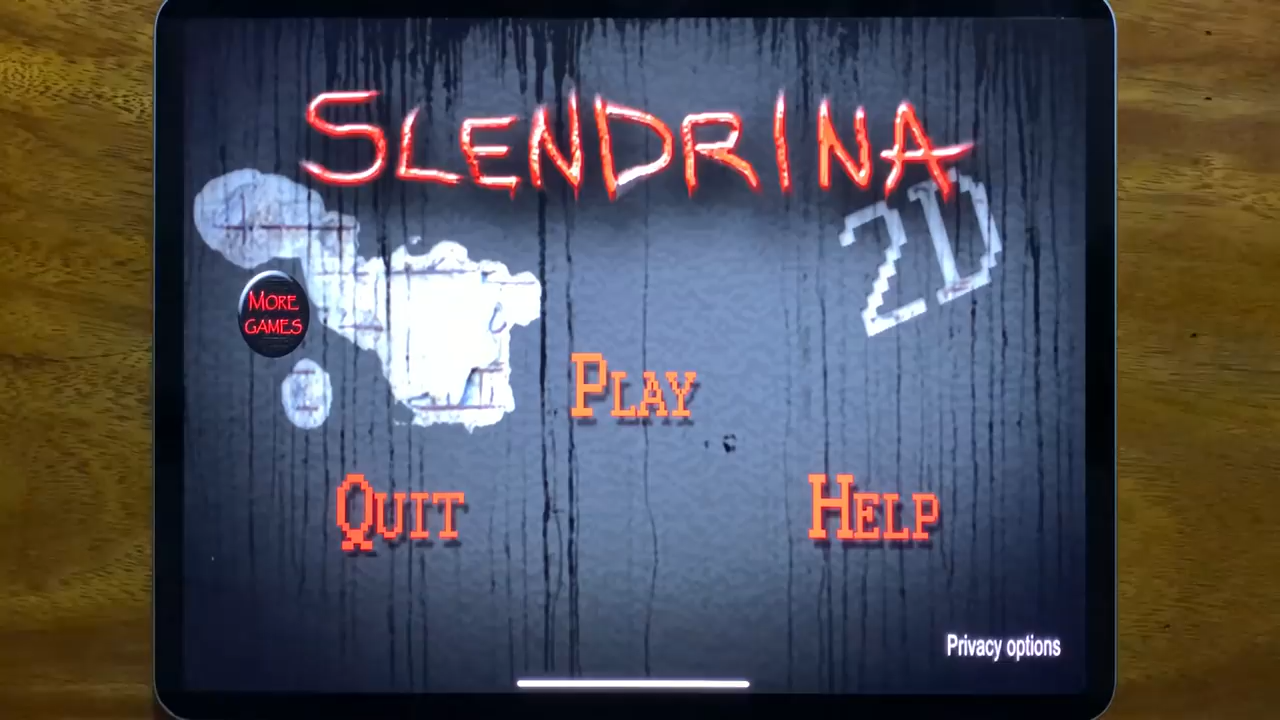 SLENDRINA
2D
MORE
GAMES
PLAY
QUIT
HELP
Privacy options